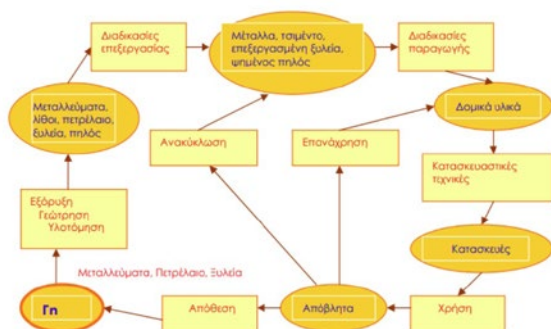 Διαδικασίες
επεξεργασίας
Μέταλλα, τσιμέντο,
επεξεργασμένη ξυλεία,
ψημένος πηλός
Διαδικασίες
παραγωγής
Μεταλλεύματα,
λίθοι, πετρέλαιο,
ξυλεία, πηλός
Δομικά υλικά
Ανακύκλωση
Επανάχρηση
Κατασκευαστικές
τεχνικές
Εξόρυξη
Γεώτρηση
Υλοτόμηση
Κατασκευές
Μεταλλεύματα, Πετρέλαιο, Ξυλεία
Γη
Απόθεση
Απόβλητα
Χρήση